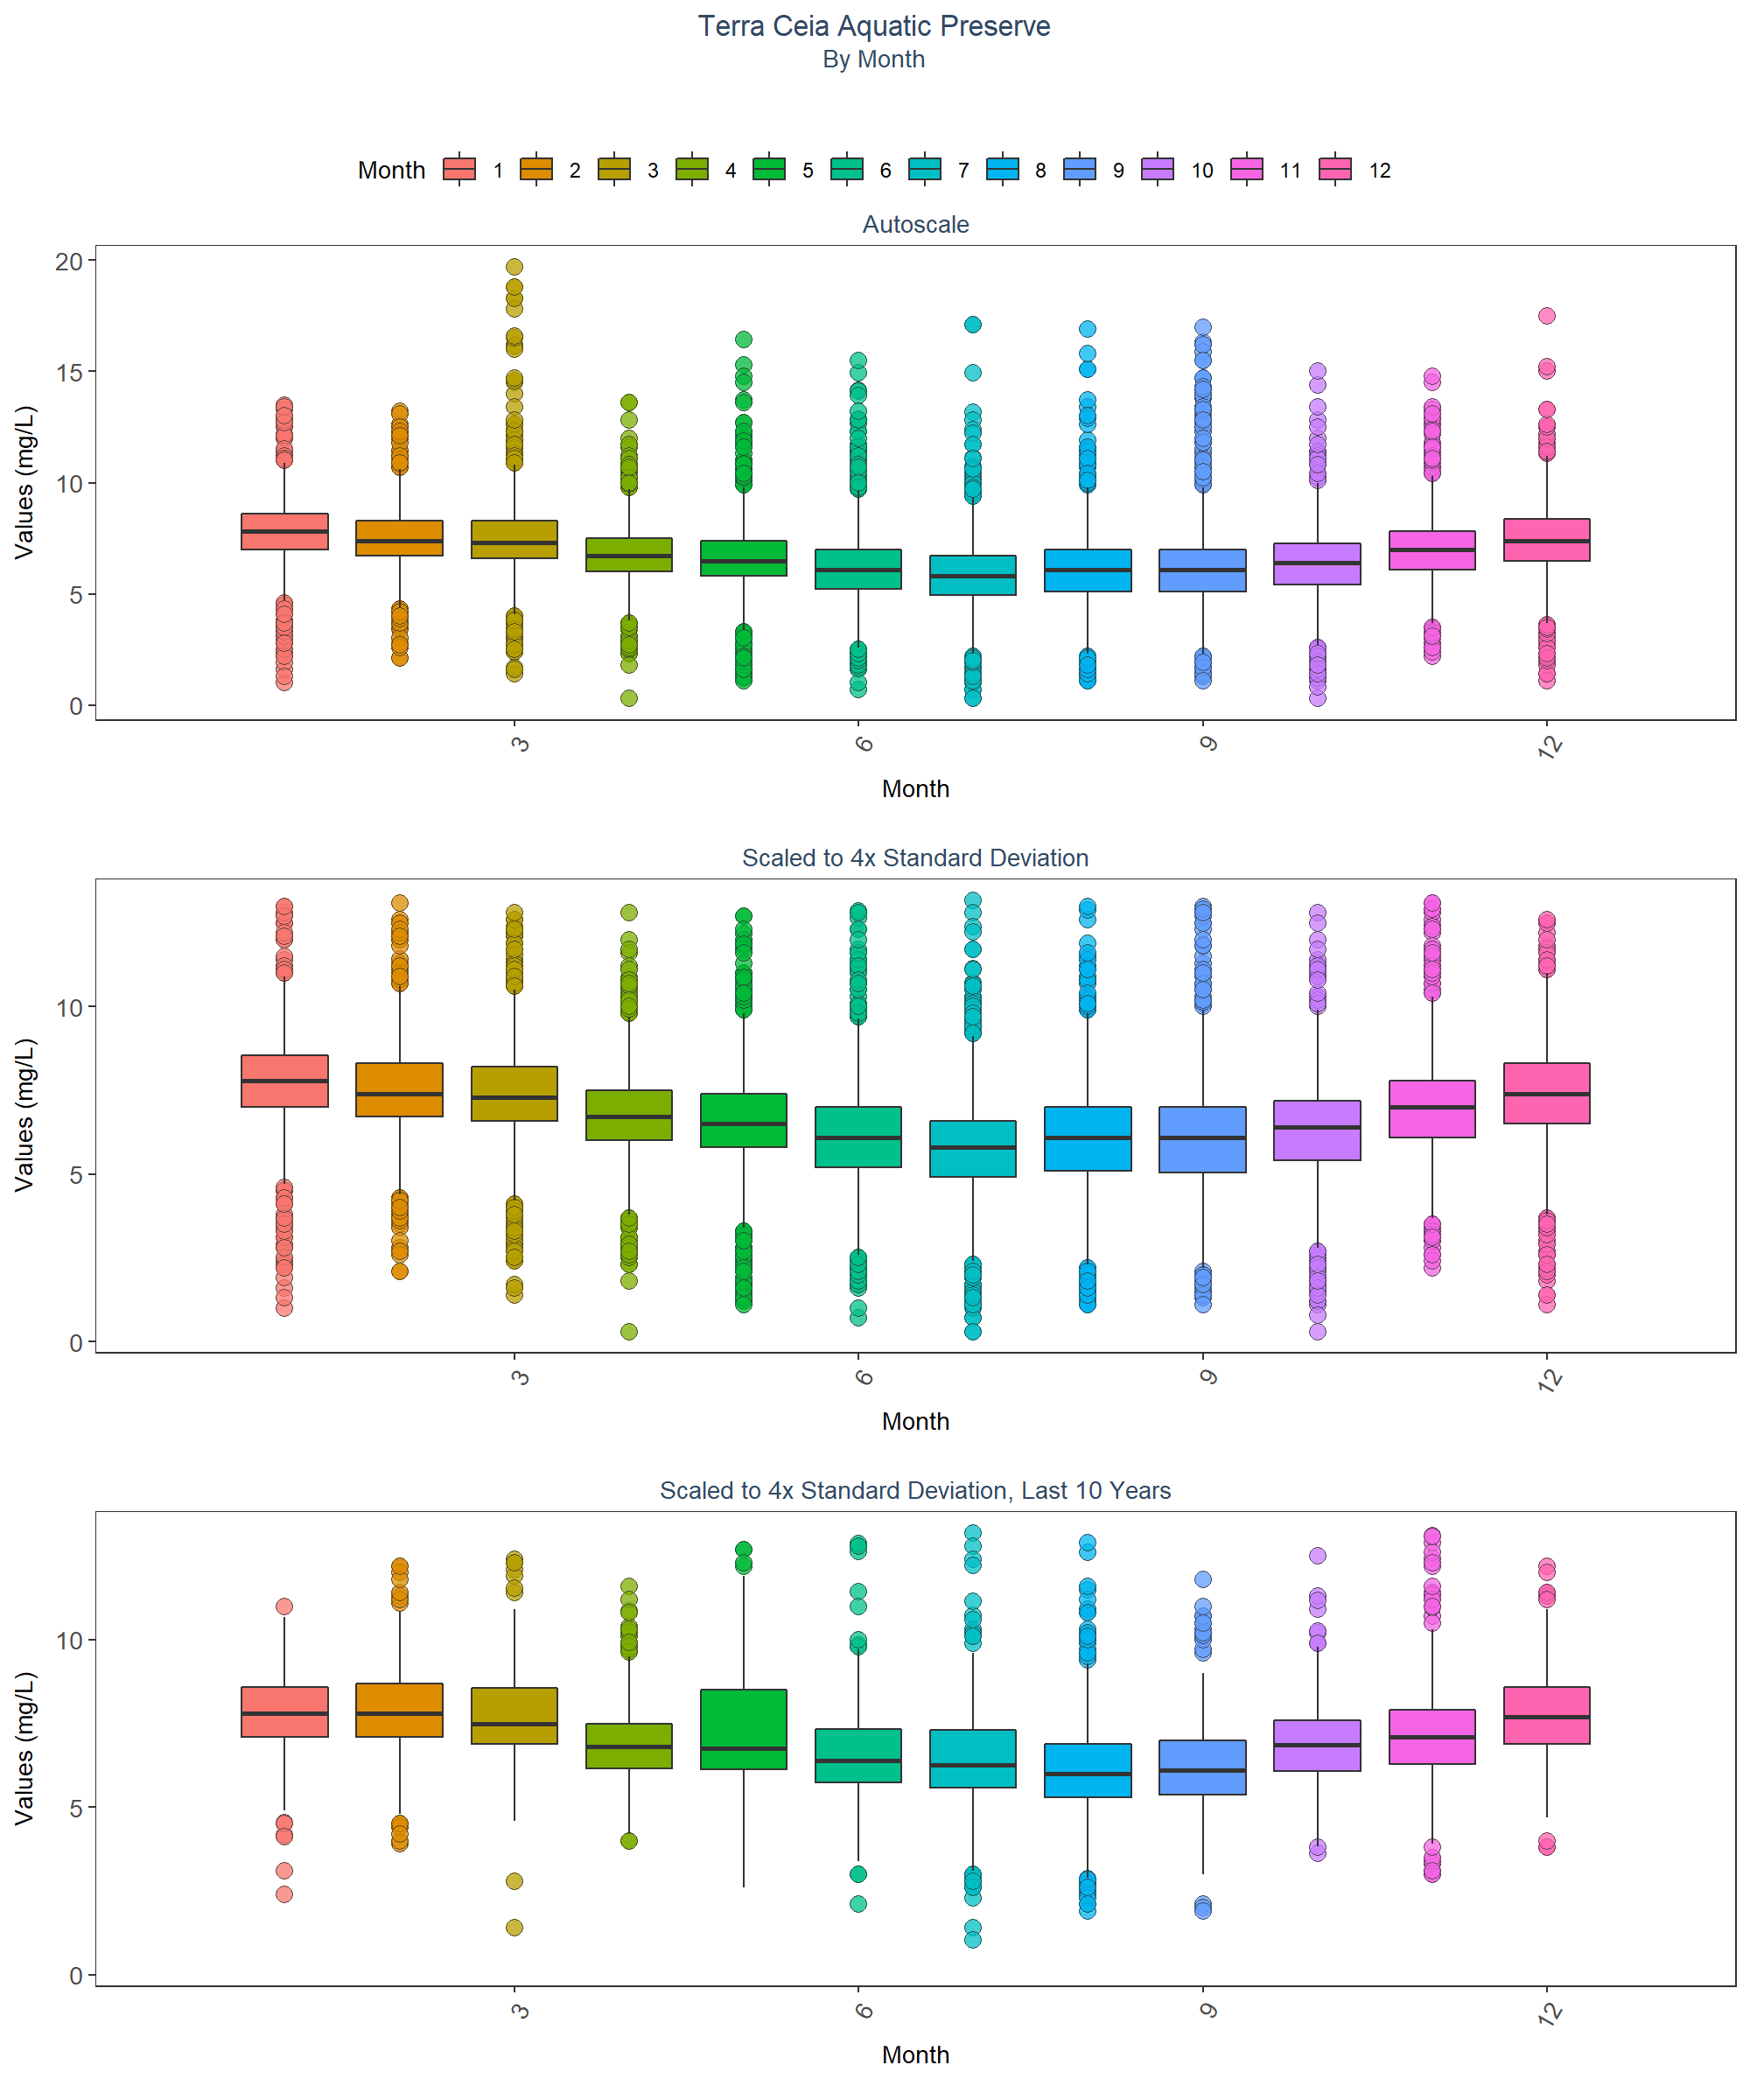 Terra Ceia Aquatic Preserve
By Month
Month 1 2 3 4 5 6 7 8 9 10 11 12
Autoscale
Values (mg/L)
20
15
10
5
0
3 6 9 12
Month
Scaled to 4x Standard Deviation
Values (mg/L)
10
5
0
3 6 9 12
Month
Scaled to 4x Standard Deviation, Last 10 Years
Values (mg/L)
10
5
0
3 6 9 12
Month